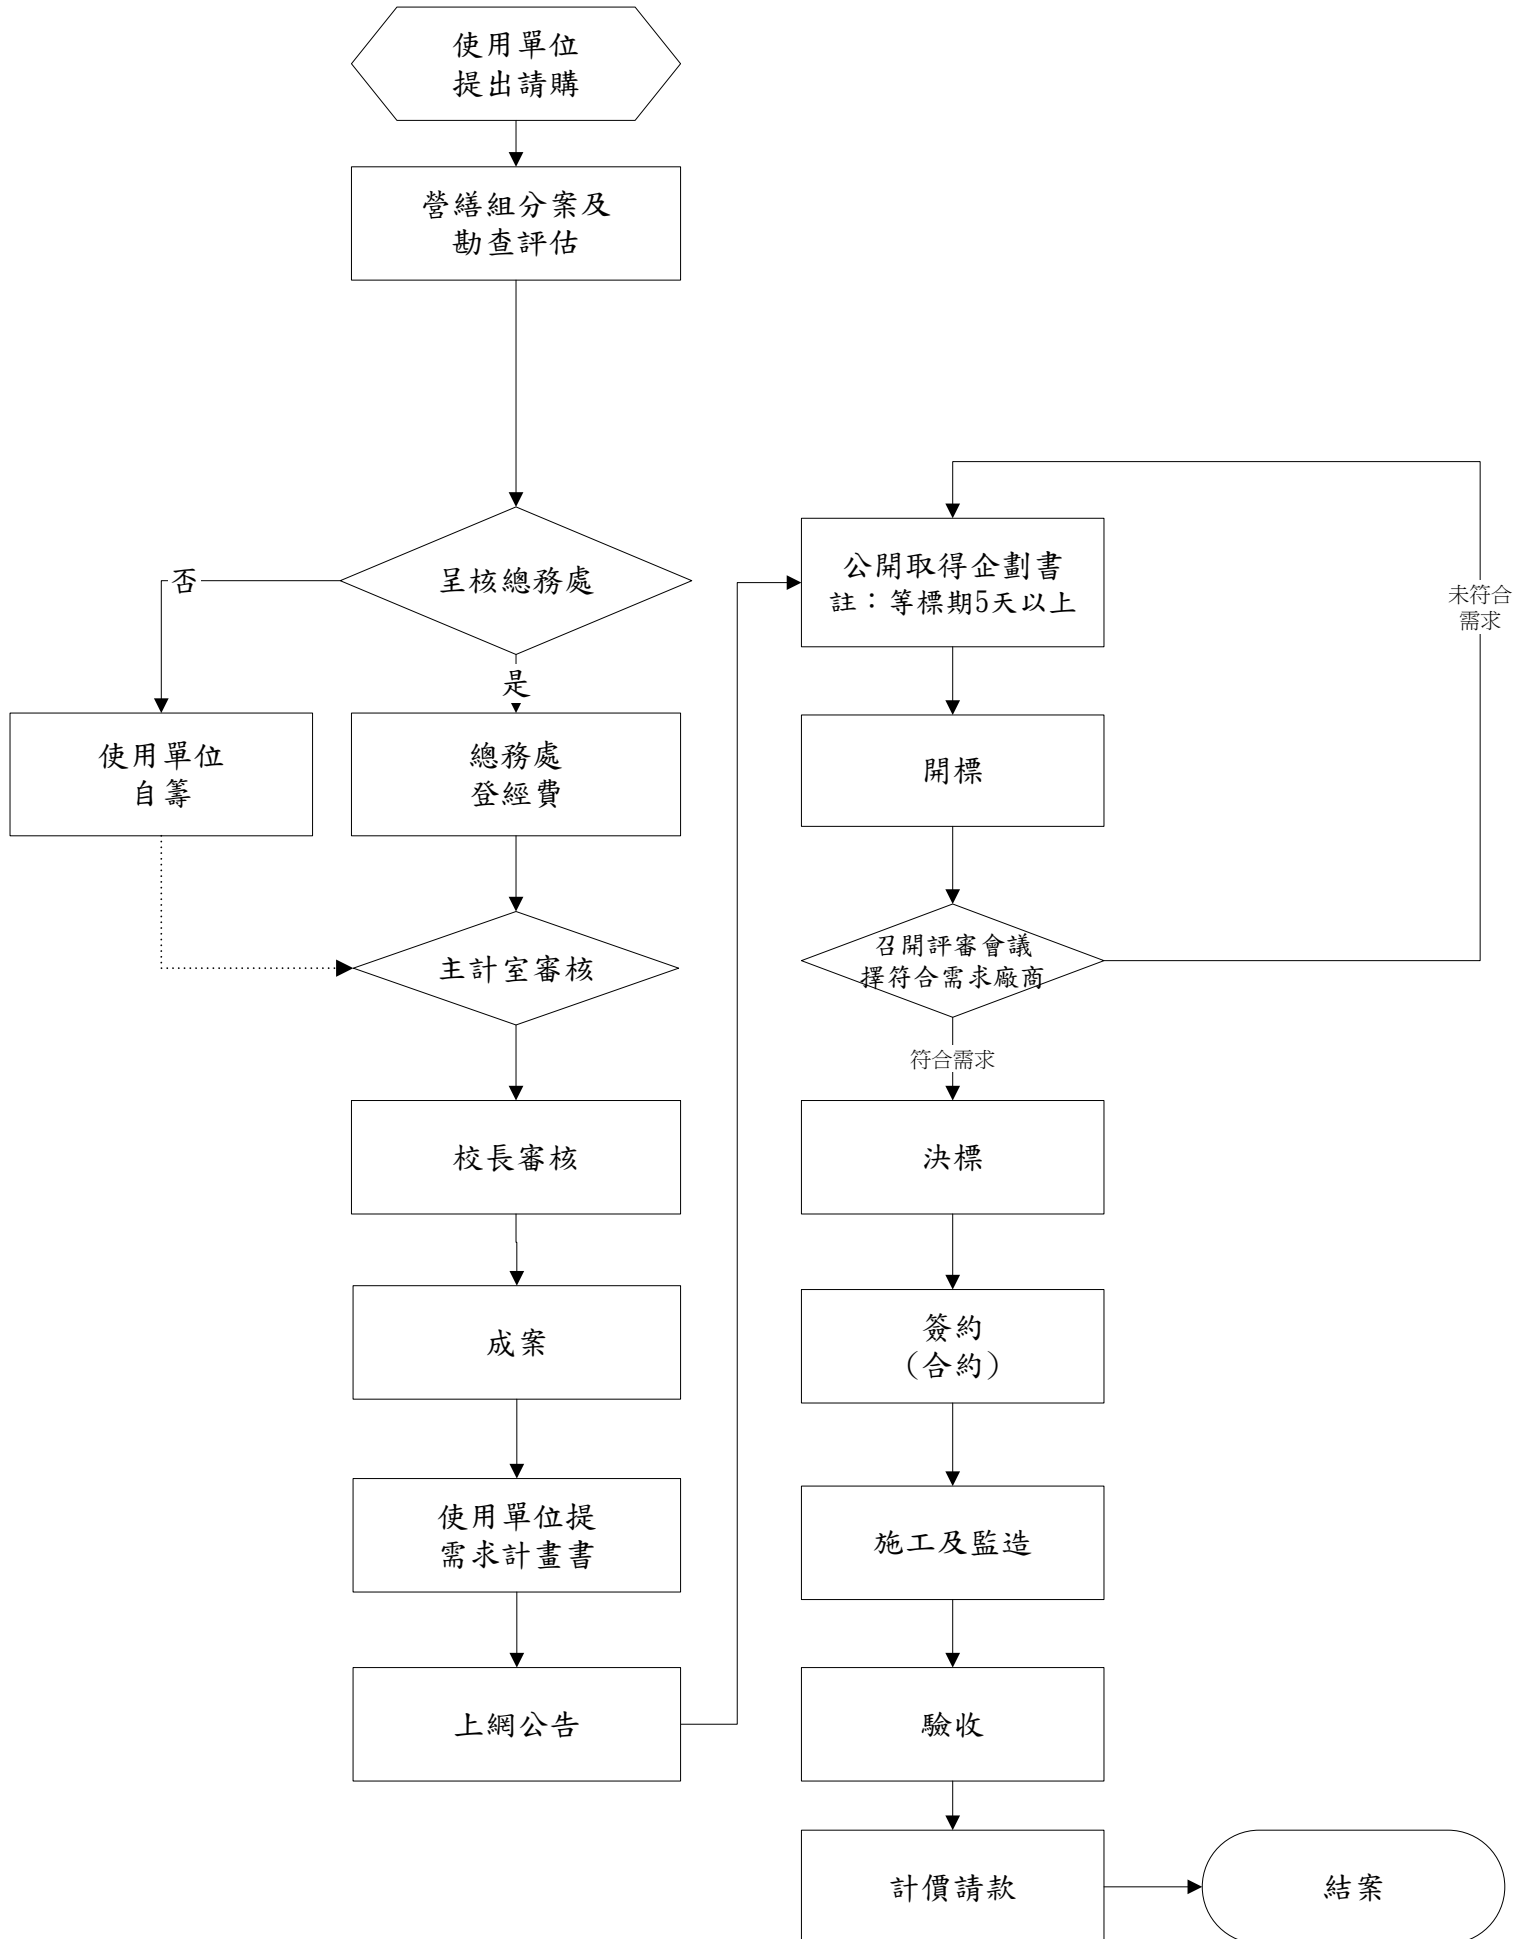 使用單位
提出請購
營繕組分案及
勘查評估
呈核總務處
否
是
使用單位
自籌
總務處
登經費
主計室審核
校長審核
成案
使用單位提
需求計畫書
上網公告
公開取得企劃書
註：等標期5天以上
未符合
需求
開標
召開評審會議
擇符合需求廠商
符合需求
決標
簽約
(合約)
施工及監造
驗收
計價請款
結案